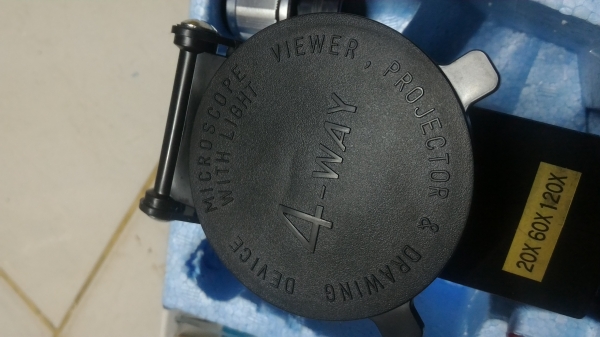 MICROSCOPE VIEWER, PROJECTOR & DRAWING DEVICE
WITH LIGHT
4-WAY
20X 60X 120X